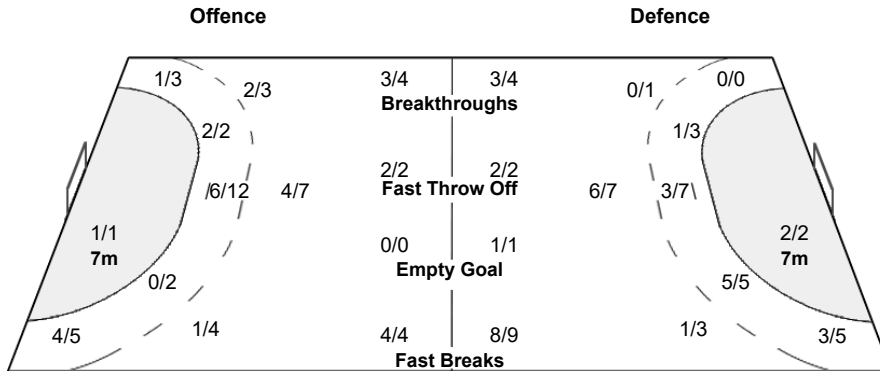 Offence Defence
1/3 2/3 3/4 3/4 0/1 0/0
Breakthroughs
2/2 1/3
2/2 2/2
6/12 4/7 Fast Throw Off 6/7 3/7
1/1 0/0 1/1 2/2
7m Empty Goal 7m
0/2 5/5
4/5 1/4 4/4 8/9 1/3 3/5
Fast Breaks